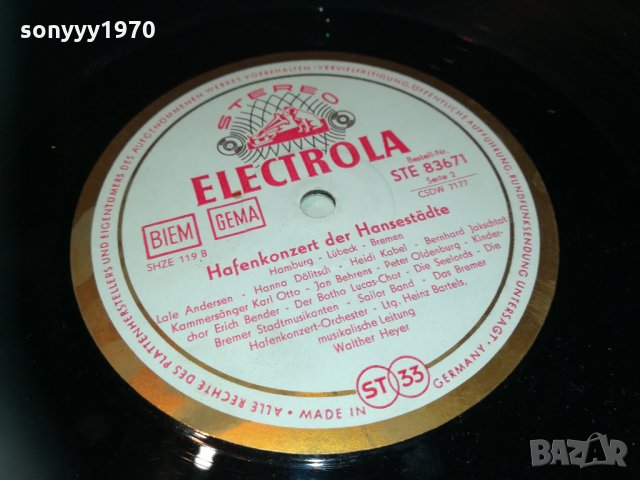 sonyyy1970
• ALLE RECHTE DES PLATTENHERSTELLERS UND EIGENTÜMERS DES AUFGENOMMENEN WERKES VORBEHALTEN • VERVIELFÄLTIGUNG, ÖFFENTLICHE AUFFÜHRUNG, RUNDFUNKSENDUNG UNTERSAGT •
STEREO
ELECTROLA
BIEM
GEMA
SHZE 119 B
Bestell-Nr.
STE 83671
Seite 2
CSDW 7177
Hafenkonzert der Hansestädte
Hamburg - Lübeck - Bremen
Lale Andersen - Hanna Dölitsch - Heidi Kabel - Bernhard Jakschtat
Kammersänger Karl Otto - Jan Behrens - Peter Oldenburg - Kinder-
chor Erich Bender - Der Botho Lucas-Chor - Die Seelords - Die
Bremer Stadtmusikanten - Sailor Band - Das Bremer
Hafenkonzert-Orchester - Ltg. Heinz Bartels,
musikalische Leitung
Walther Heyer
MADE IN
ST 33
GERMANY
BAZAR